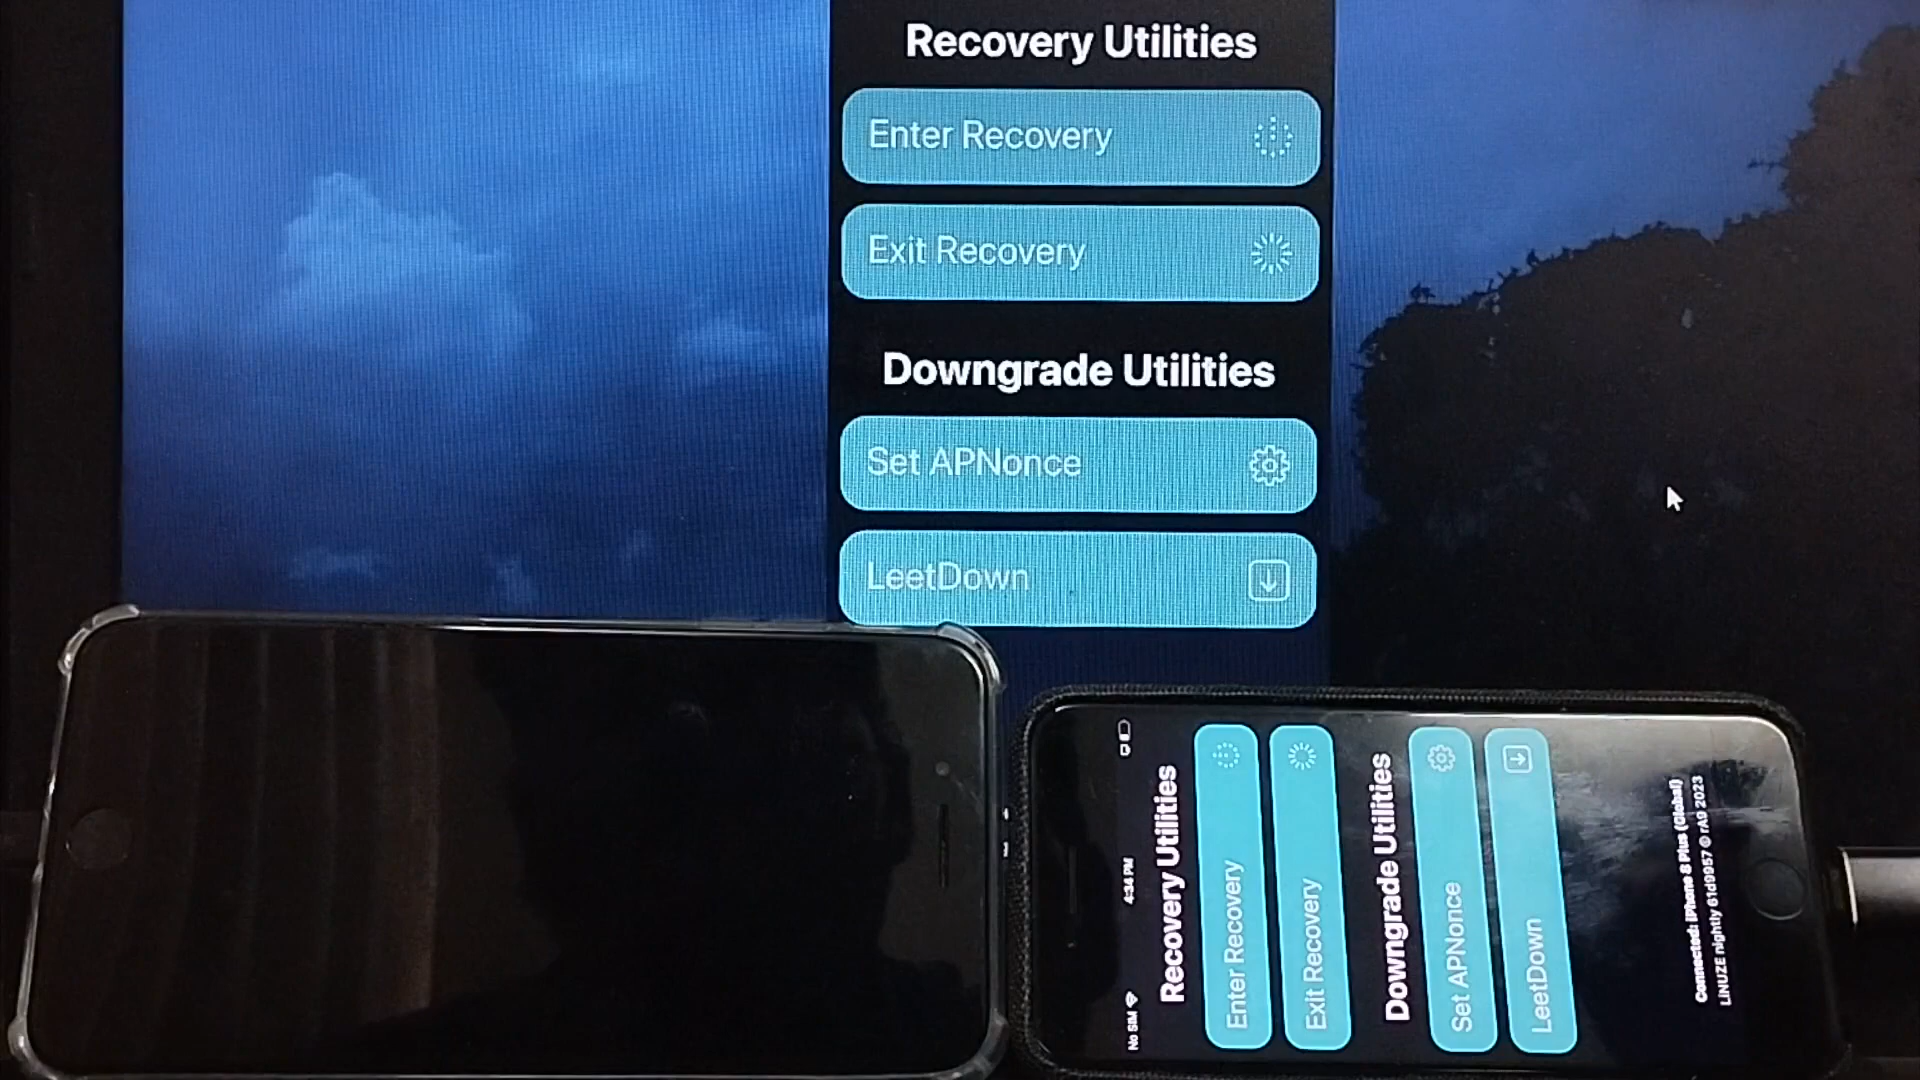 Recovery Utilities
Enter Recovery
Exit Recovery
Downgrade Utilities
Set APNonce
LeetDown
No SIM 4:34 PM
Recovery Utilities
Enter Recovery
Exit Recovery
Downgrade Utilities
Set APNonce
LeetDown
Connected: iPhone 8 Plus (Global)
LiNUZE nightly 61d9957 © rA9 2023